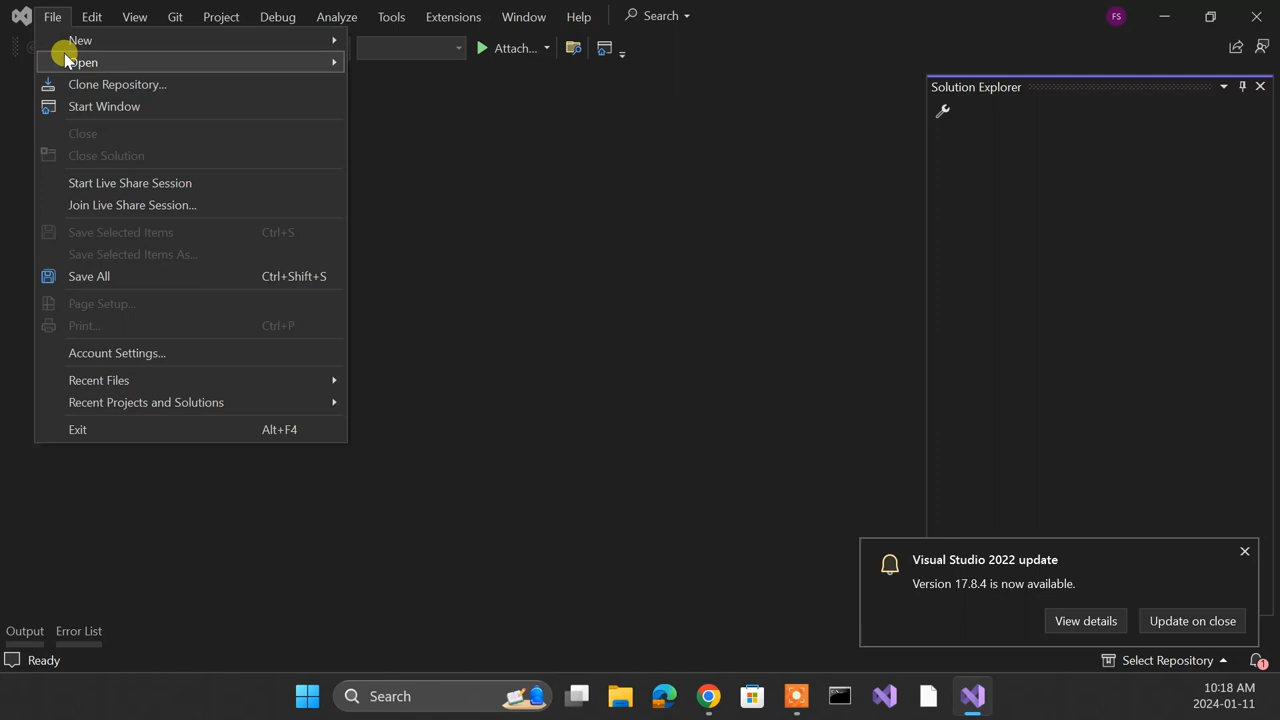 File Edit View Git Project Debug Analyze Tools Extensions Window Help Search FS
Attach...
New
Open
Clone Repository...
Start Window
Close
Close Solution
Start Live Share Session
Join Live Share Session...
Save Selected Items Ctrl+S
Save Selected Items As...
Save All Ctrl+Shift+S
Page Setup...
Print... Ctrl+P
Account Settings...
Recent Files
Recent Projects and Solutions
Exit Alt+F4
Solution Explorer
Visual Studio 2022 update
Version 17.8.4 is now available.
View details Update on close
Output Error List
Ready Select Repository 1
Search
10:18 AM
2024-01-11